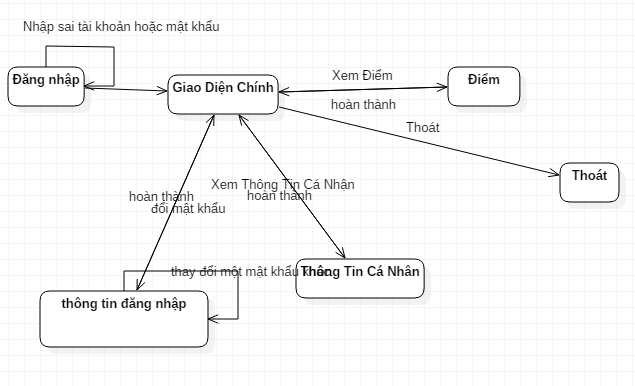 Nhập sai tài khoản hoặc mật khẩu
Đăng nhập
Giao Diện Chính
Xem Điểm
Điểm
hoàn thành
Thoát
Thoát
hoàn thành
đổi mật khẩu
Xem Thông Tin Cá Nhận
hoàn thành
thay đổi một mật khẩu khác
Thông Tin Cá Nhân
thông tin đăng nhập